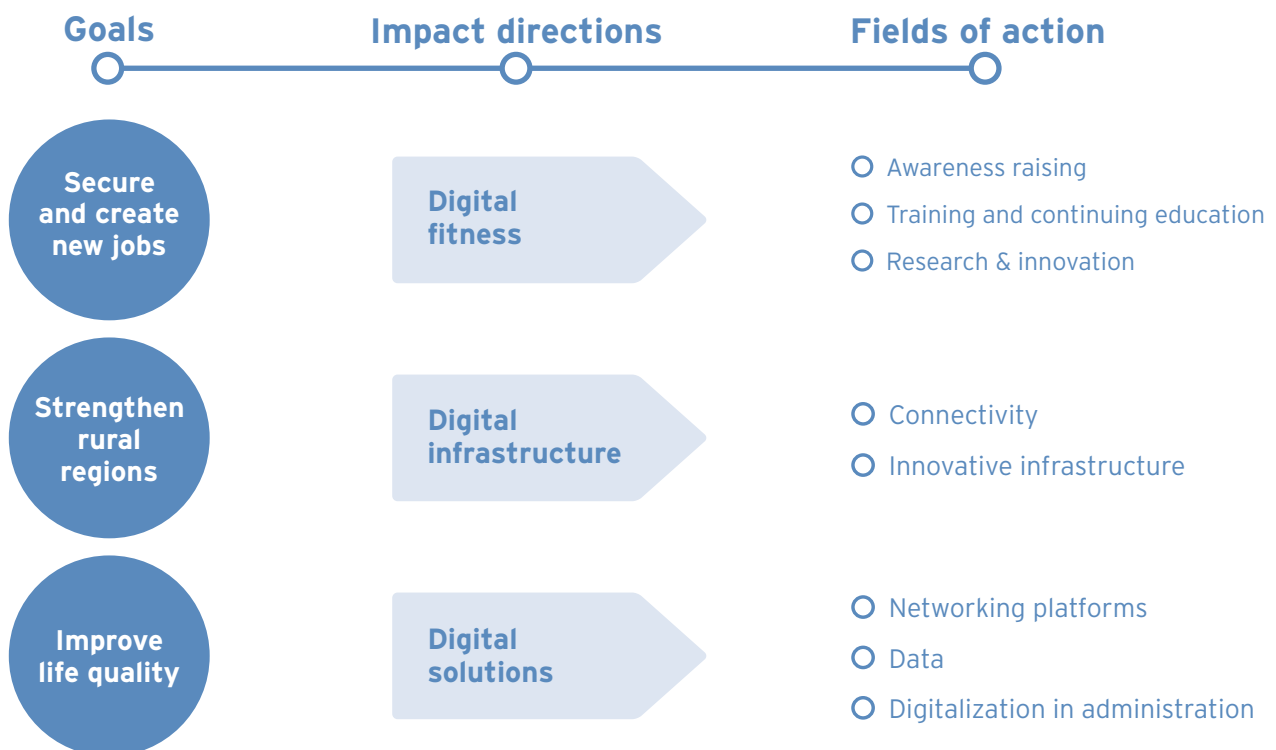 Goals
Impact directions
Fields of action
Secure
and create
new jobs
Digital
fitness
Awareness raising
Training and continuing education
Research & innovation
Strengthen
rural
regions
Digital
infrastructure
Connectivity
Innovative infrastructure
Improve
life quality
Digital
solutions
Networking platforms
Data
Digitalization in administration